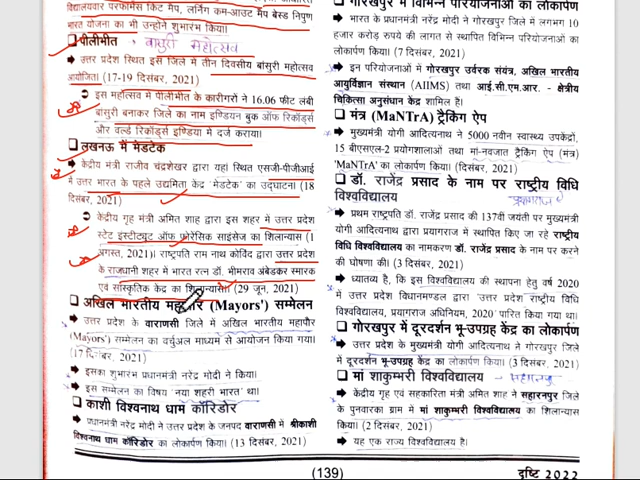 विद्यालयवार परफॉर्मेंस किट मैप, लर्निंग कम-आउट मैप बेस्ड निपुण
भारत योजना का भी उन्होंने शुभारंभ किया।
पीलीभीत - बांसुरी महोत्सव
उत्तर प्रदेश स्थित इस जिले में तीन दिवसीय बांसुरी महोत्सव
आयोजित। (17-19 दिसंबर, 2021)
इस महोत्सव में पीलीभीत के कारीगरों ने 16.06 फीट लंबी
बांसुरी बनाकर जिले का नाम इण्डियन बुक ऑफ रिकॉर्ड्स
और वर्ल्ड रिकॉर्ड्स इण्डिया में दर्ज कराया।
लखनऊ में मेडटेक
केंद्रीय मंत्री राजीव चंद्रशेखर द्वारा यहां स्थित एसजी-पीजीआई
में उत्तर भारत के पहले उद्यमिता केंद्र 'मेडटेक' का उद्घाटन। (18
दिसंबर, 2021)
केंद्रीय गृह मंत्री अमित शाह द्वारा इस शहर में उत्तर प्रदेश
स्टेट इंस्टीट्यूट ऑफ फॉरेंसिक साइंसेज का शिलान्यास। (1
अगस्त, 2021)। राष्ट्रपति राम नाथ कोविंद द्वारा उत्तर प्रदेश
के राजधानी शहर में भारत रत्न डॉ. भीमराव अंबेडकर स्मारक
एवं सांस्कृतिक केंद्र का शिलान्यास। (29 जून, 2021)
अखिल भारतीय महापौर (Mayors') सम्मेलन
उत्तर प्रदेश के वाराणसी जिले में अखिल भारतीय महापौर
(Mayors') सम्मेलन का वर्चुअल माध्यम से आयोजन किया गया।
(17 दिसंबर, 2021)
इसका शुभारंभ प्रधानमंत्री नरेंद्र मोदी ने किया।
इस सम्मेलन का विषय 'नया शहरी भारत' था।
काशी विश्वनाथ धाम कॉरिडोर
प्रधानमंत्री नरेंद्र मोदी ने उत्तर प्रदेश के जनपद वाराणसी में श्रीकाशी
विश्वनाथ धाम कॉरिडोर का लोकार्पण किया। (13 दिसंबर, 2021)
गोरखपुर में विभिन्न परियोजनाओं का लोकार्पण
भारत के प्रधानमंत्री नरेंद्र मोदी ने गोरखपुर जिले में लगभग 10
हजार करोड़ रुपये की लागत से स्थापित विभिन्न परियोजनाओं का
लोकार्पण किया। (7 दिसंबर, 2021)
इन परियोजनाओं में गोरखपुर उर्वरक संयंत्र, अखिल भारतीय
आयुर्विज्ञान संस्थान (AIIMS) तथा आई.सी.एम.आर. - क्षेत्रीय
चिकित्सा अनुसंधान केंद्र शामिल हैं।
मंत्र (MaNTrA) ट्रैकिंग ऐप
मुख्यमंत्री योगी आदित्यनाथ ने 5000 नवीन स्वास्थ्य उपकेंद्रों,
15 बीएसएल-2 प्रयोगशालाओं तथा मां-नवजात ट्रैकिंग ऐप (मंत्र)
'MaNTrA' का लोकार्पण किया। (दिसंबर, 2021)
डॉ. राजेंद्र प्रसाद के नाम पर राष्ट्रीय विधि
विश्वविद्यालय प्रयागराज
प्रथम राष्ट्रपति डॉ. राजेंद्र प्रसाद की 137वीं जयंती पर मुख्यमंत्री
योगी आदित्यनाथ द्वारा प्रयागराज में स्थापित किए जा रहे राष्ट्रीय
विधि विश्वविद्यालय का नामकरण डॉ. राजेंद्र प्रसाद के नाम पर करने
की घोषणा की। (3 दिसंबर, 2021)
ध्यातव्य है, कि इस विश्वविद्यालय की स्थापना हेतु वर्ष 2020
में उत्तर प्रदेश विधानमण्डल द्वारा 'उत्तर प्रदेश राष्ट्रीय विधि
विश्वविद्यालय, प्रयागराज अधिनियम, 2020' पारित किया गया था।
गोरखपुर में दूरदर्शन भू-उपग्रह केंद्र का लोकार्पण
उत्तर प्रदेश के मुख्यमंत्री योगी आदित्यनाथ ने गोरखपुर जिले
में दूरदर्शन भू-उपग्रह केंद्र का लोकार्पण किया। (3 दिसंबर, 2021)
मां शाकुम्भरी विश्वविद्यालय - सहारनपुर
केंद्रीय गृह एवं सहकारिता मंत्री अमित शाह ने सहारनपुर जिले
के पुनवारका ग्राम में मां शाकुम्भरी विश्वविद्यालय का शिलान्यास
किया। (2 दिसंबर, 2021)
यह एक राज्य विश्वविद्यालय है।
(139)
दृष्टि 2022